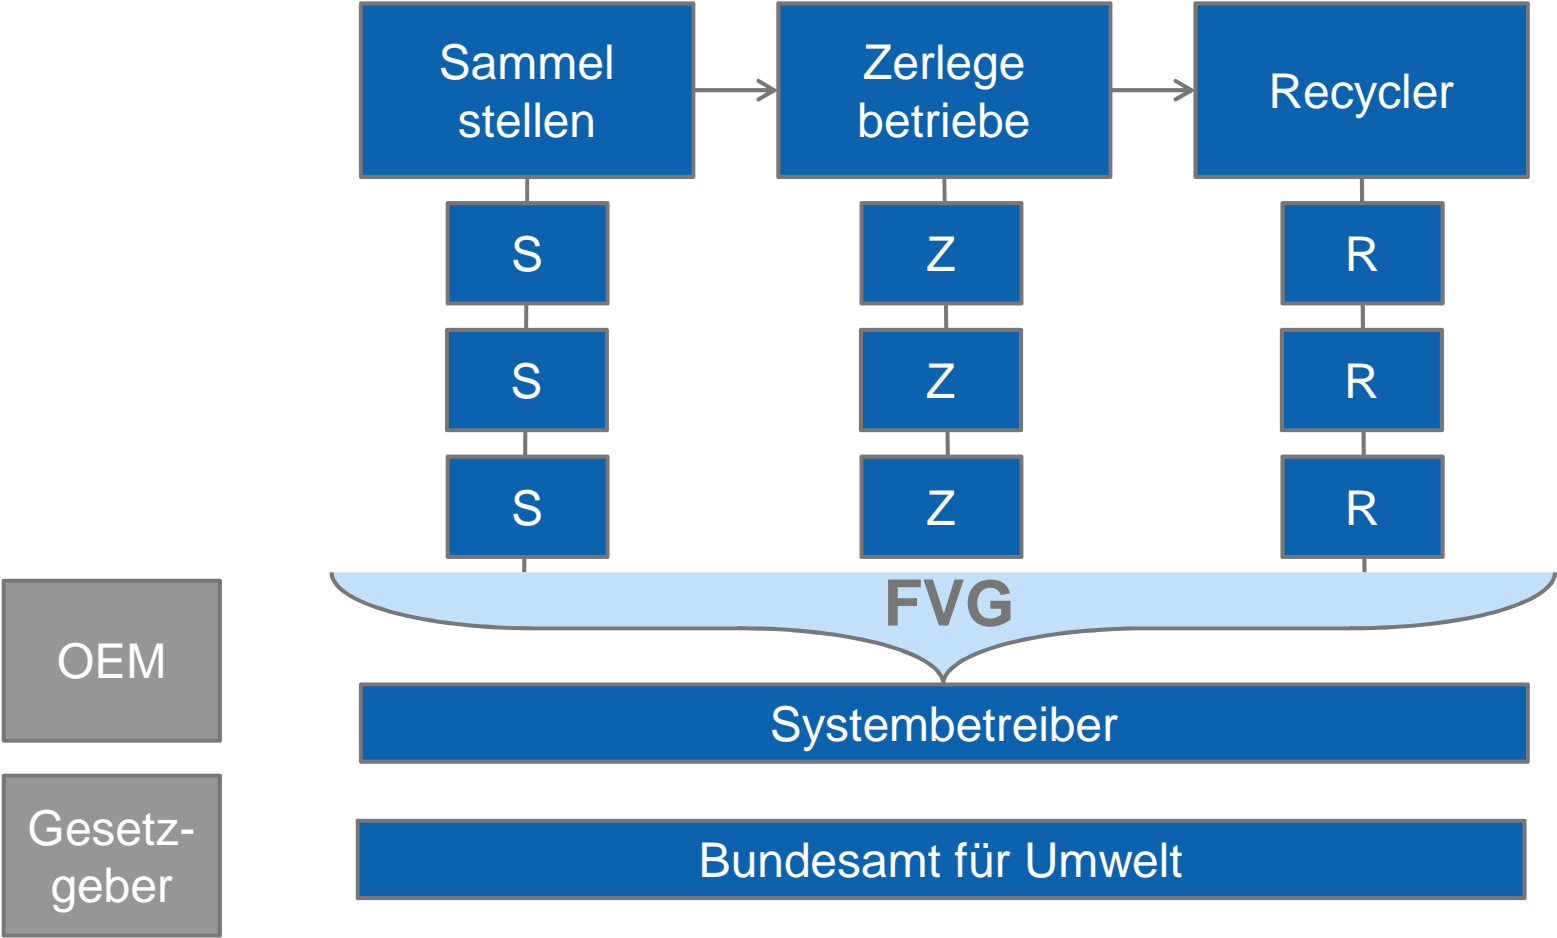 Sammel
stellen
Zerlege
betriebe
Recycler
S
Z
R
S
Z
R
S
Z
R
FVG
OEM
Systembetreiber
Gesetz-
geber
Bundesamt für Umwelt